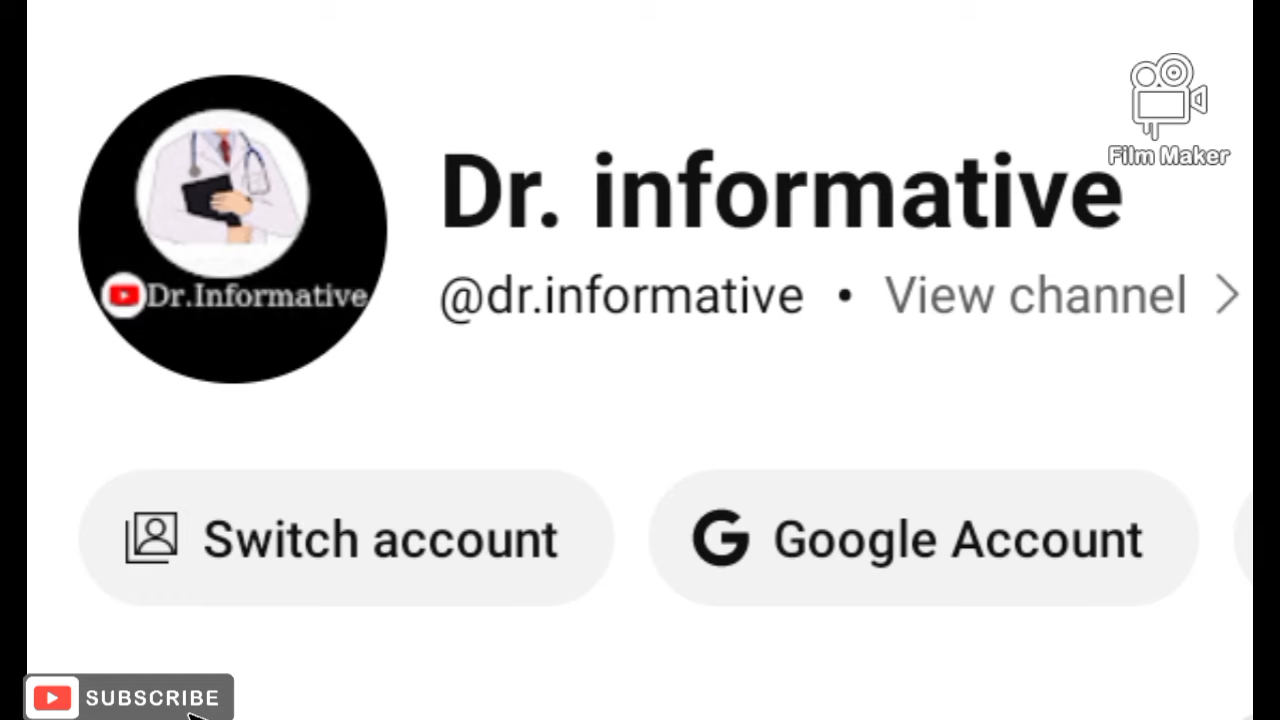 Film Maker
Dr. informative
Dr.Informative
@dr.informative • View channel
Switch account
Google Account
SUBSCRIBE